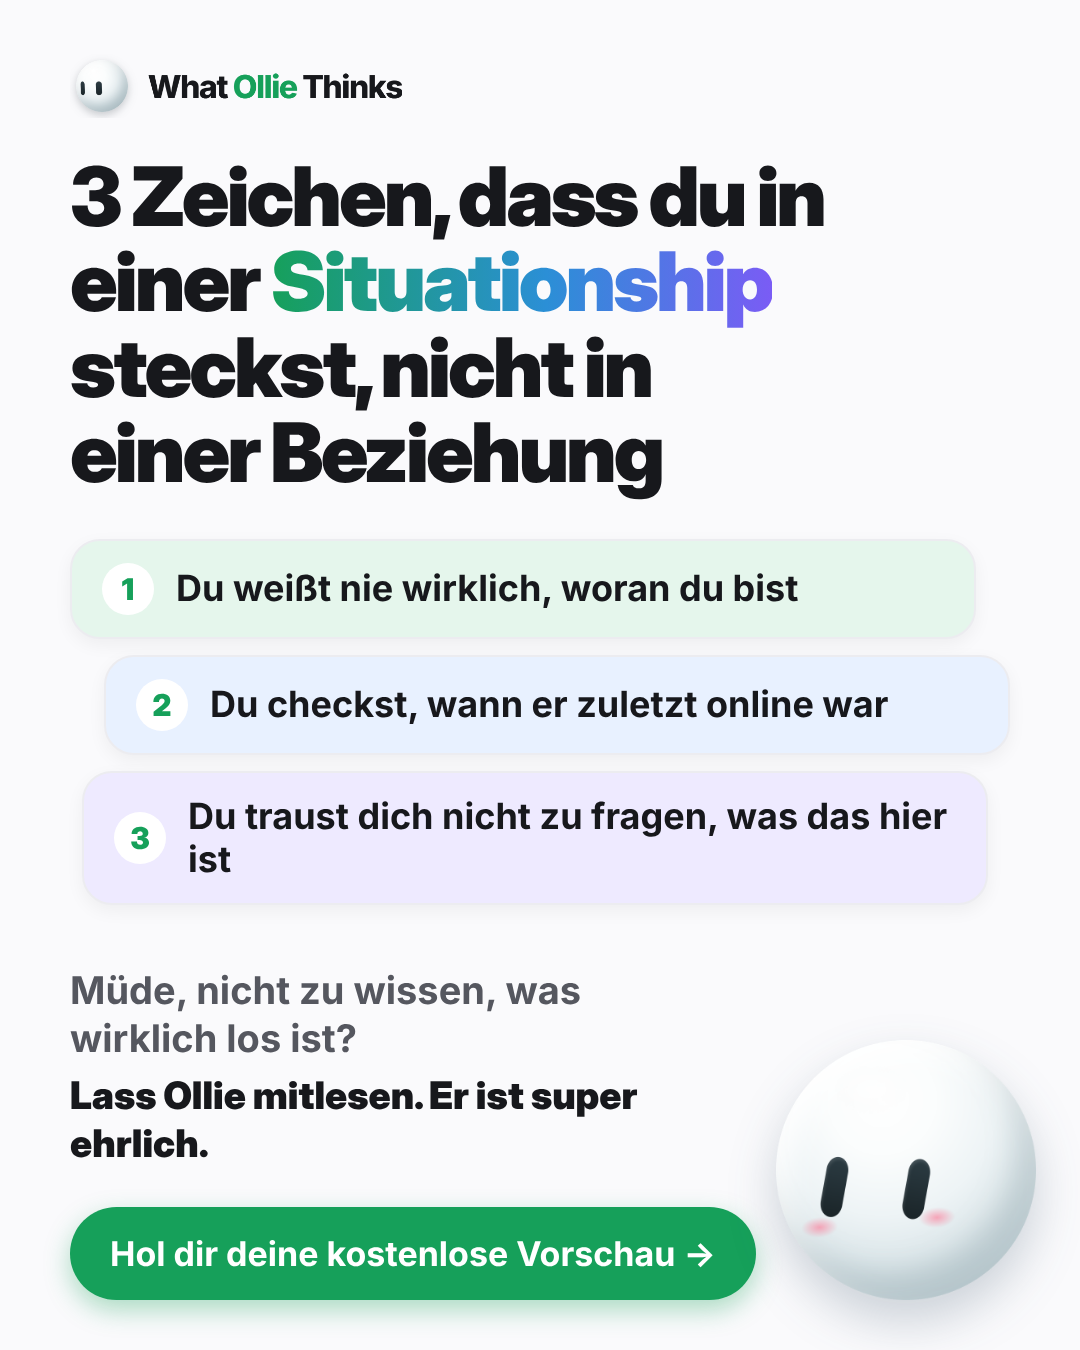 What Ollie Thinks
3 Zeichen, dass du in
einer Situationship
steckst, nicht in
einer Beziehung
1 Du weißt nie wirklich, woran du bist
2 Du checkst, wann er zuletzt online war
3 Du traust dich nicht zu fragen, was das hier
ist
Müde, nicht zu wissen, was
wirklich los ist?
Lass Ollie mitlesen. Er ist super
ehrlich.
Hol dir deine kostenlose Vorschau →